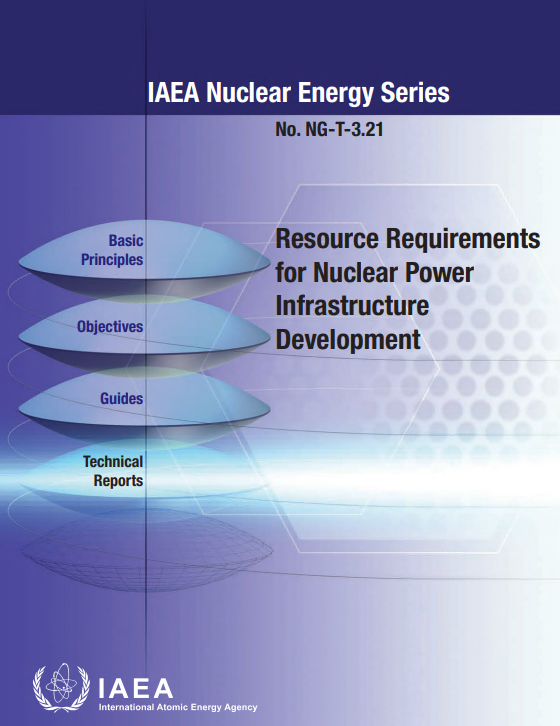 IAEA Nuclear Energy Series
No. NG-T-3.21
Resource Requirements
for Nuclear Power
Infrastructure
Development
Basic
Principles
Objectives
Guides
Technical
Reports
IAEA
International Atomic Energy Agency